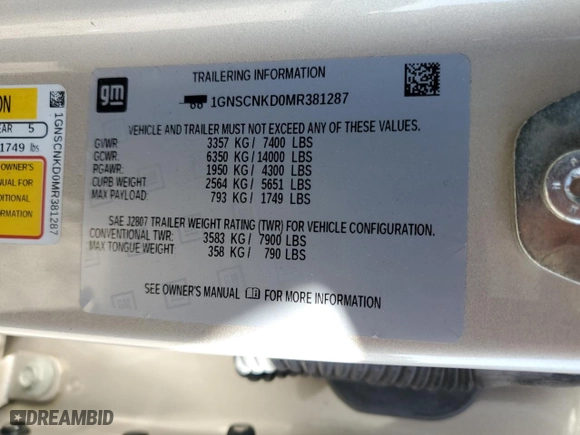 ON
EAR 5
1749 lbs
OWNER'S
MANUAL FOR
DITIONAL
FORMATION
1GNSCNKD0MR381287
gm
TRAILERING INFORMATION
1GNSCNKD0MR381287
VEHICLE AND TRAILER MUST NOT EXCEED ANY OF THESE VALUES.
GVWR 3357 KG/ 7400 LBS
GCWR: 6350 KG/14000 LBS
PGAWR: 1950 KG/ 4300 LBS
CURB WEIGHT 2564 KG/ 5651 LBS
MAX PAYLOAD: 793 KG/ 1749 LBS
SAE J2807 TRAILER WEIGHT RATING (TWR) FOR VEHICLE CONFIGURATION.
CONVENTIONAL TWR: 3583 KG/ 7900 LBS
MAX TONGUE WEIGHT 358 KG/ 790 LBS
SEE OWNER'S MANUAL FOR MORE INFORMATION
DREAMBID